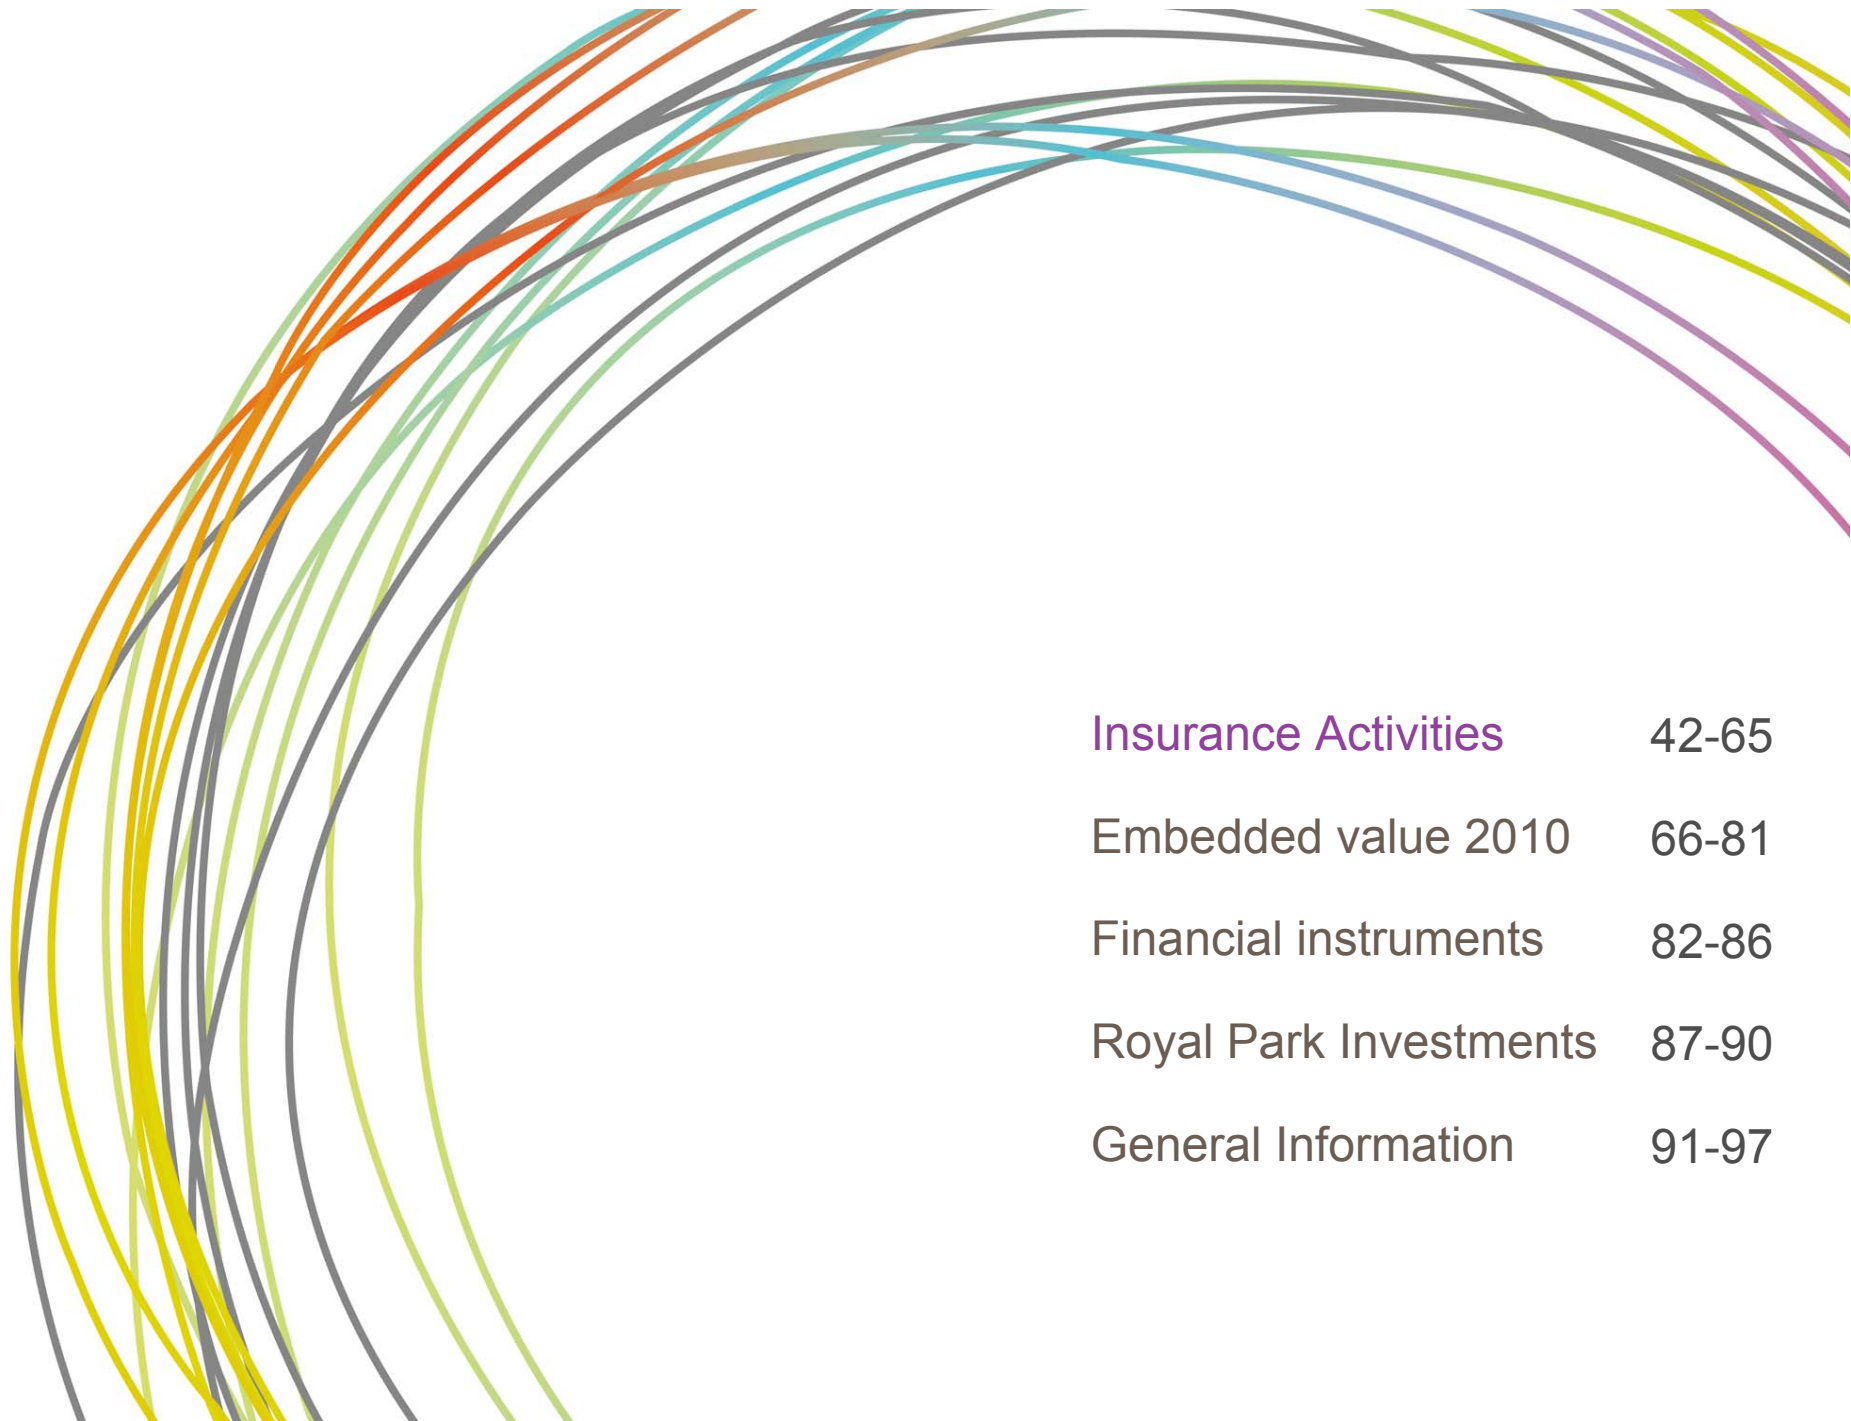 Insurance Activities 42-65
Embedded value 2010 66-81
Financial instruments 82-86
Royal Park Investments 87-90
General Information 91-97